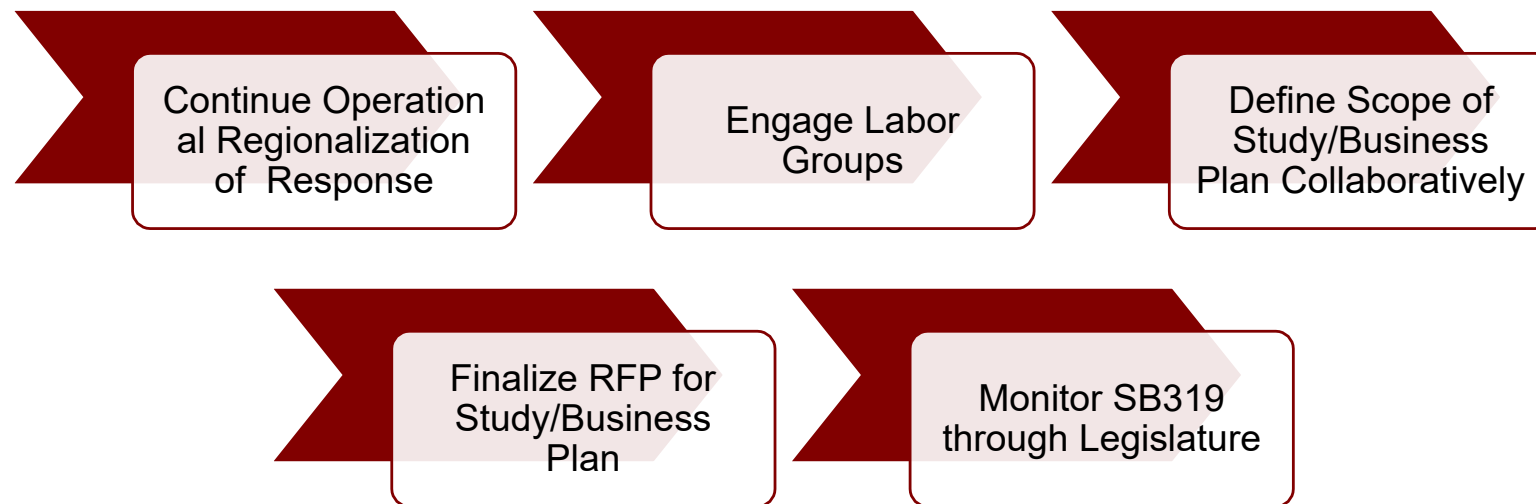 Continue Operation
al Regionalization
of  Response
Engage Labor
Groups
Define Scope of
Study/Business
Plan Collaboratively
Finalize RFP for
Study/Business
Plan
Monitor SB319
through Legislature